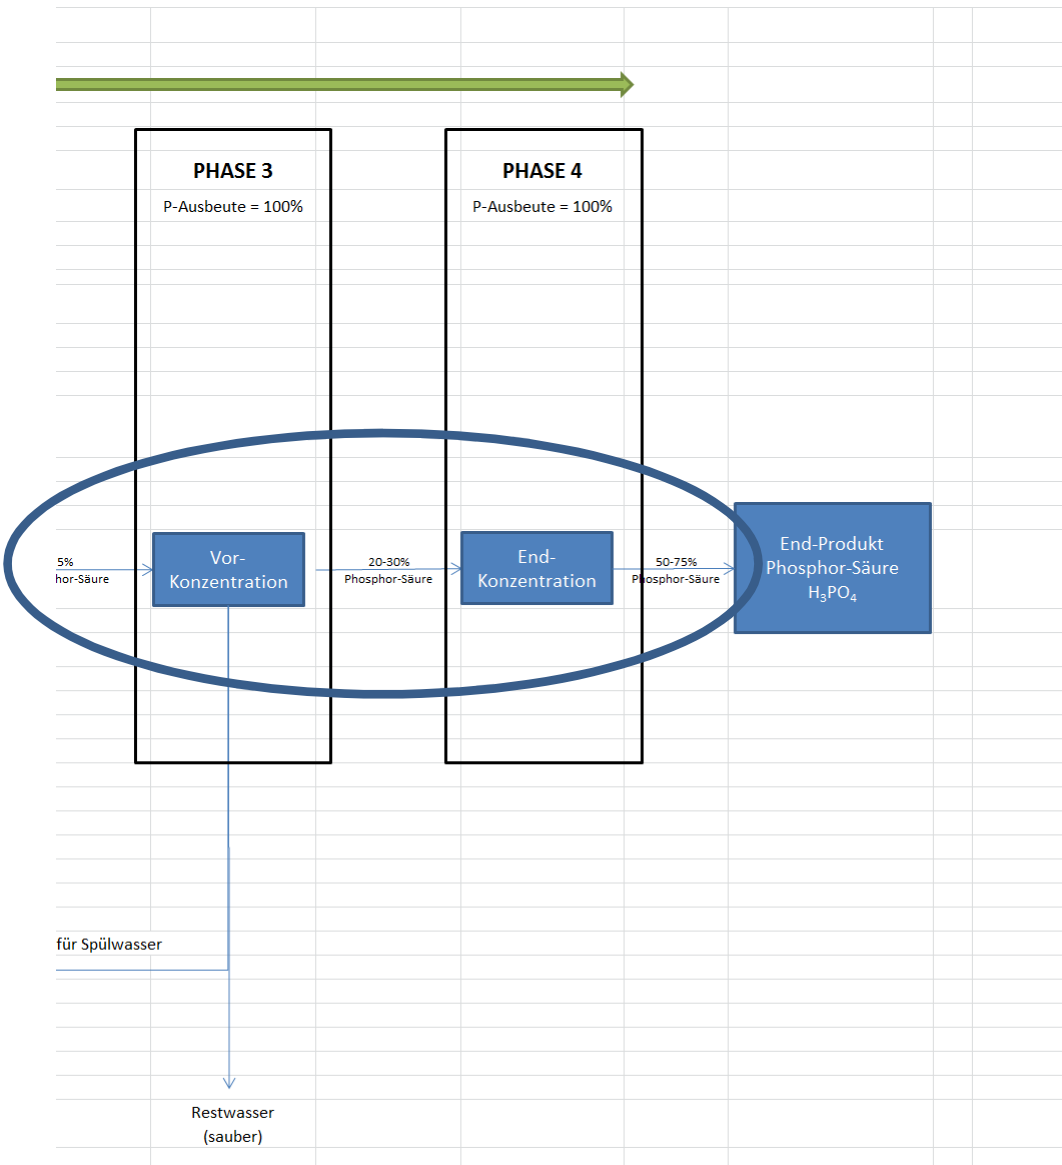 PHASE 3
P-Ausbeute = 100%
PHASE 4
P-Ausbeute = 100%
5%
hor-Säure
Vor-
Konzentration
20-30%
Phosphor-Säure
End-
Konzentration
50-75%
Phosphor-Säure
End-Produkt
Phosphor-Säure
H₃PO₄
für Spülwasser
Restwasser
(sauber)